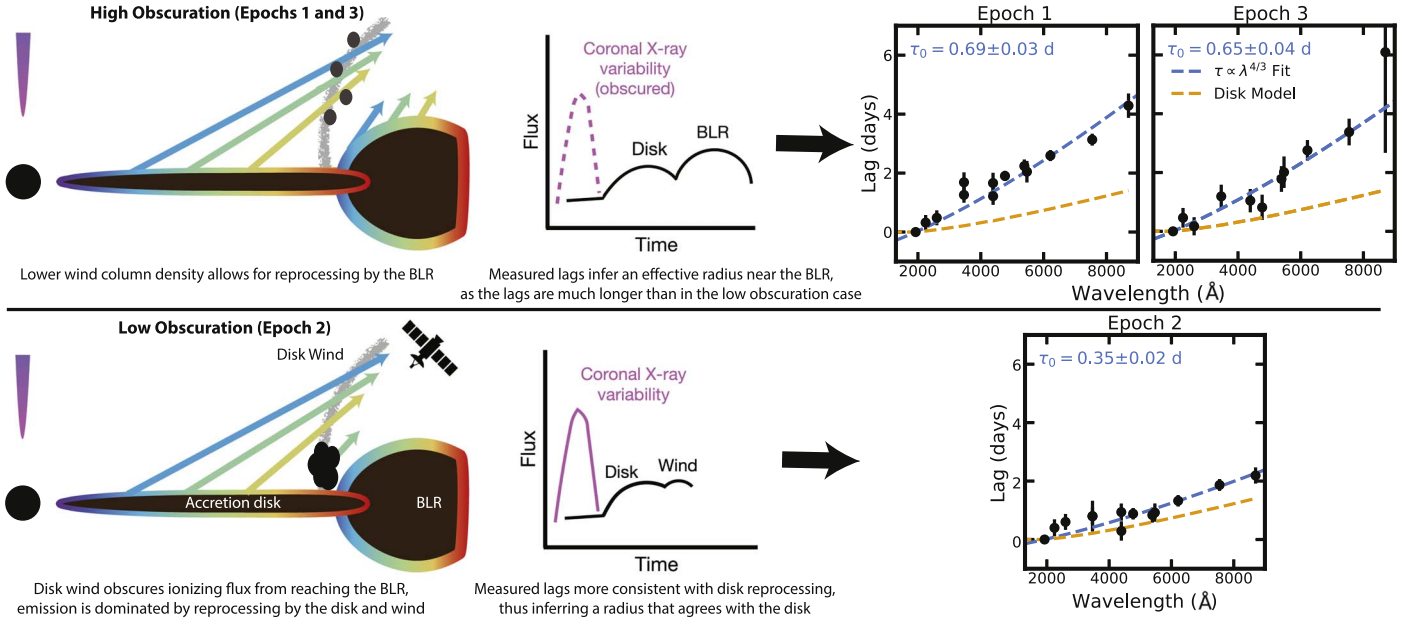 High Obscuration (Epochs 1 and 3)
Lower wind column density allows for reprocessing by the BLR
Coronal X-ray
variability
(obscured)
Disk
BLR
Flux
Time
Measured lags infer an effective radius near the BLR,
as the lags are much longer than in the low obscuration case
Epoch 1
τ0 = 0.69±0.03 d
Lag (days)
6
4
2
0
2000 4000 6000 8000
Epoch 3
τ0 = 0.65±0.04 d
τ ∝ λ4/3 Fit
Disk Model
2000 4000 6000 8000
Wavelength (Å)
Low Obscuration (Epoch 2)
Disk Wind
Accretion disk
BLR
Disk wind obscures ionizing flux from reaching the BLR,
emission is dominated by reprocessing by the disk and wind
Coronal X-ray
variability
Disk
Wind
Flux
Time
Measured lags more consistent with disk reprocessing,
thus inferring a radius that agrees with the disk
Epoch 2
τ0 = 0.35±0.02 d
Lag (days)
6
4
2
0
2000 4000 6000 8000
Wavelength (Å)